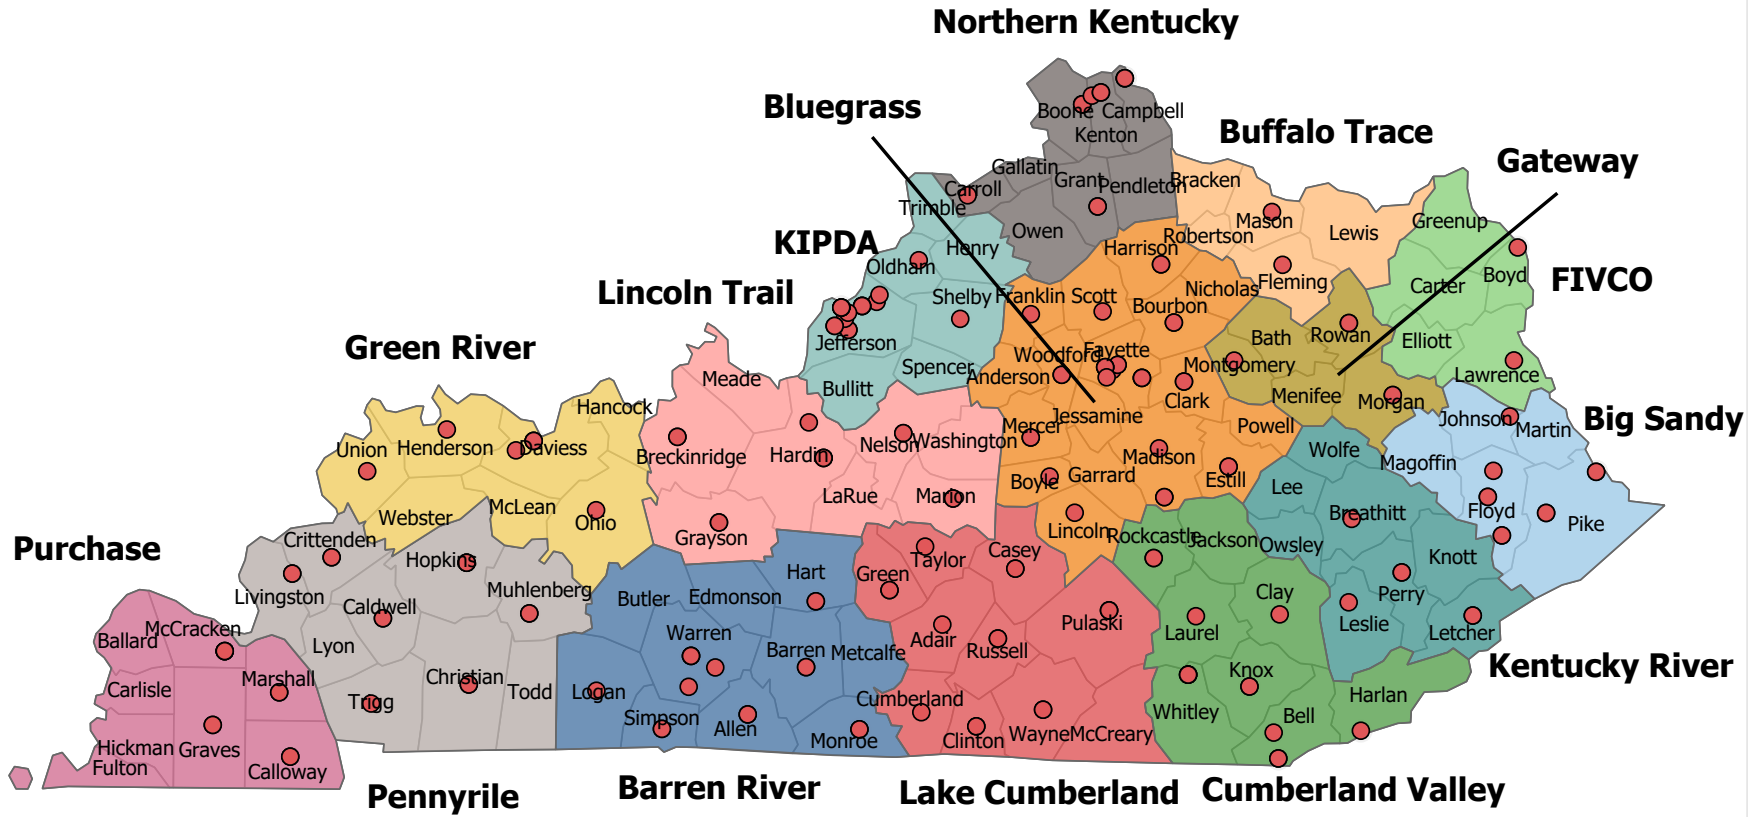 Northern Kentucky
Bluegrass
Buffalo Trace
Gateway
KIPDA
FIVCO
Lincoln Trail
Green River
Big Sandy
Purchase
Kentucky River
Pennyrile
Barren River
Lake Cumberland
Cumberland Valley
Boone
Campbell
Kenton
Gallatin
Grant
Pendleton
Carroll
Owen
Bracken
Mason
Robertson
Lewis
Fleming
Greenup
Boyd
Carter
Elliott
Lawrence
Trimble
Henry
Oldham
Shelby
Jefferson
Spencer
Bullitt
Harrison
Franklin
Scott
Nicholas
Bourbon
Woodford
Fayette
Anderson
Clark
Jessamine
Mercer
Powell
Madison
Boyle
Garrard
Estill
Lincoln
Bath
Rowan
Montgomery
Menifee
Morgan
Johnson
Martin
Magoffin
Floyd
Pike
Wolfe
Lee
Breathitt
Owsley
Knott
Perry
Leslie
Letcher
Meade
Breckinridge
Hardin
Nelson
Washington
LaRue
Marion
Grayson
Hancock
Union
Henderson
Daviess
McLean
Webster
Ohio
Crittenden
Hopkins
Livingston
Caldwell
Muhlenberg
Lyon
Trigg
Christian
Todd
Ballard
McCracken
Marshall
Carlisle
Hickman
Graves
Fulton
Calloway
Hart
Butler
Edmonson
Warren
Barren
Metcalfe
Logan
Simpson
Allen
Monroe
Taylor
Casey
Green
Adair
Russell
Pulaski
Cumberland
Clinton
Wayne
McCreary
Rockcastle
Jackson
Clay
Laurel
Knox
Whitley
Bell
Harlan